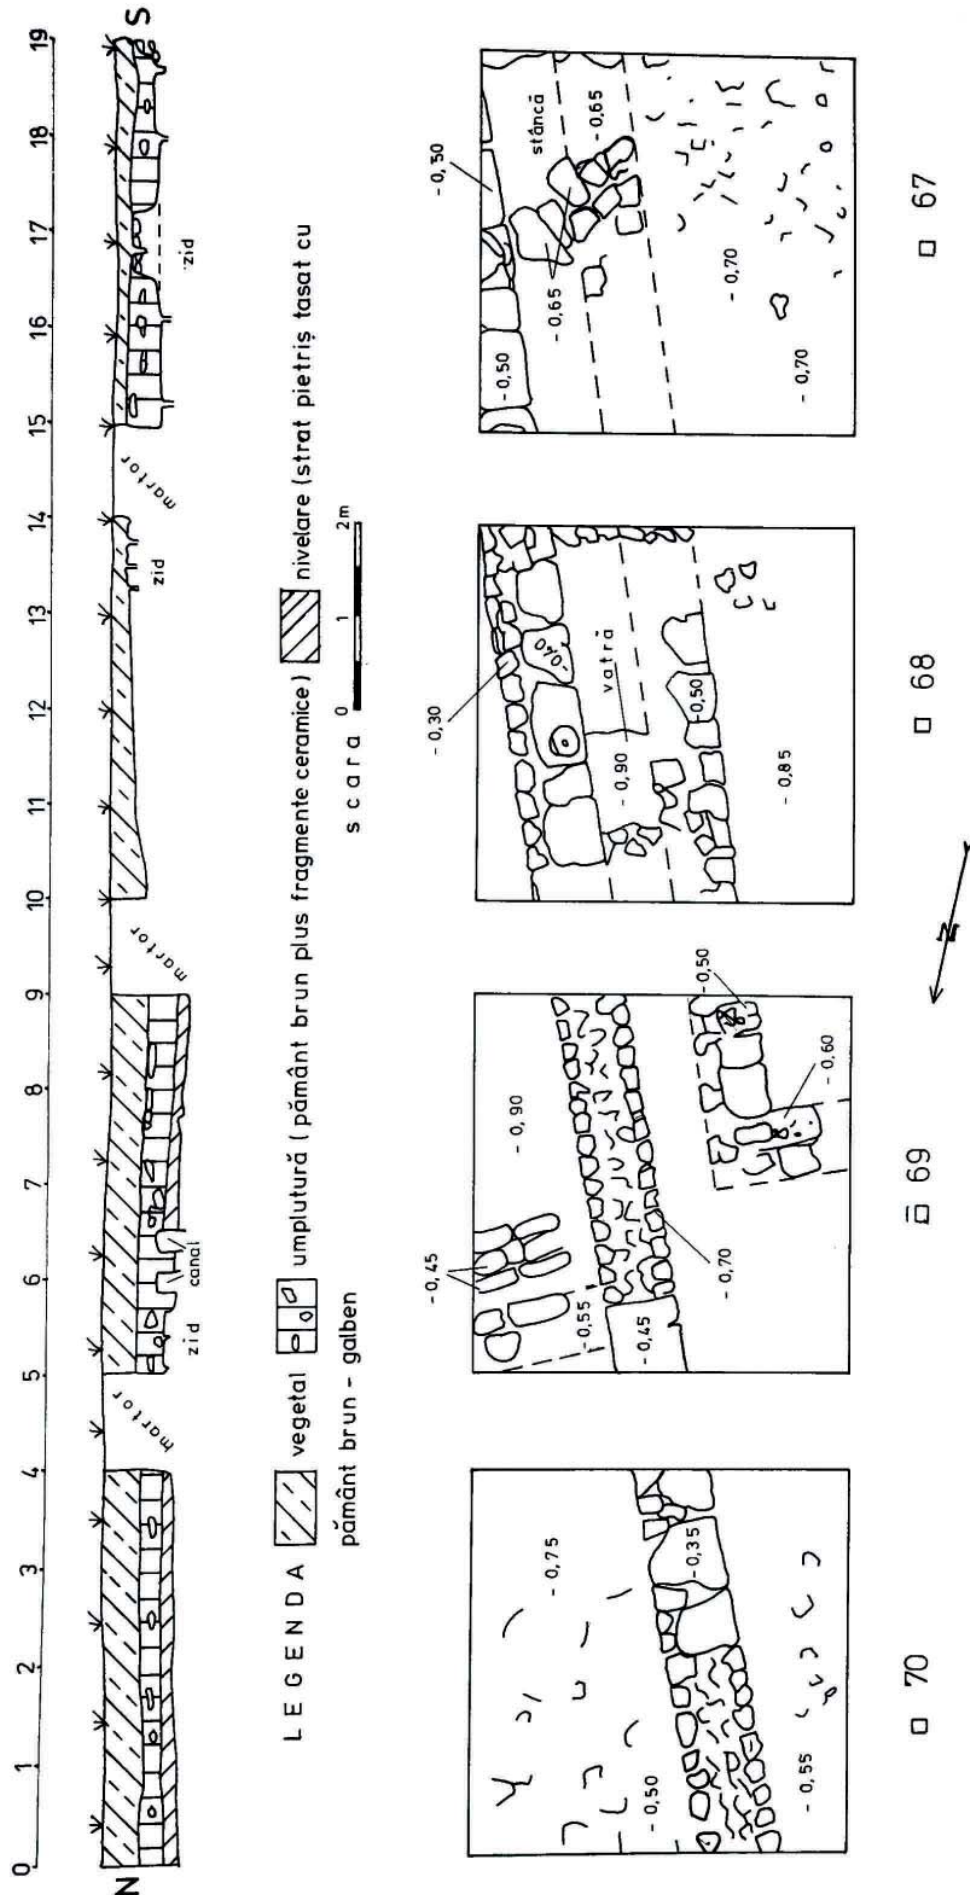 N S
0 1 2 3 4 5 6 7 8 9 10 11 12 13 14 15 16 17 18 19
martor zid canal martor zid martor zid
LEGENDA vegetal umplutură (pământ brun plus fragmente ceramice) nivelare (strat pietriş tasat cu
pământ brun - galben
scara 0 1 2m
- 0,75
- 0,35
- 0,50
- 0,55
- 0,45
- 0,90
- 0,55
- 0,45
- 0,70
- 0,50
- 0,60
- 0,30
- 0,40
vatră
- 0,90
- 0,50
- 0,85
- 0,50
stâncă
- 0,65
- 0,50
- 0,65
- 0,70
- 0,70
□ 70 □ 69 □ 68 □ 67
N